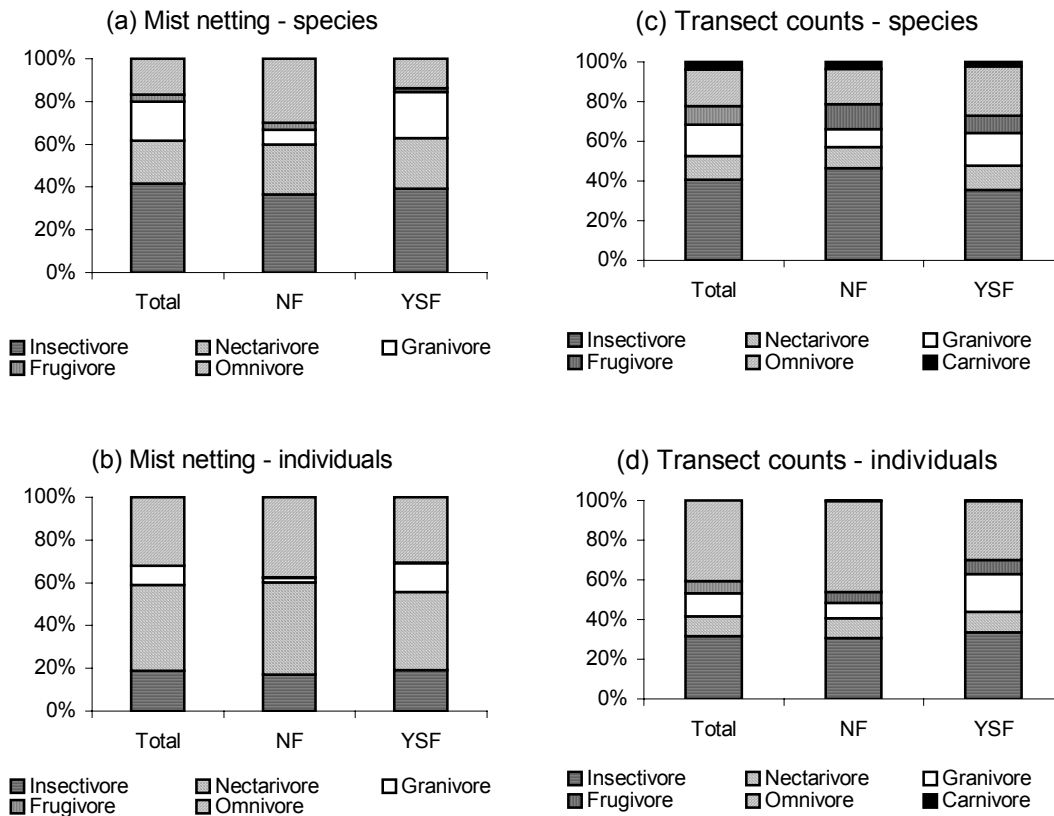 (a) Mist netting - species
100%
80%
60%
40%
20%
0%
Total NF YSF
Insectivore Nectarivore Granivore
Frugivore Omnivore
(c) Transect counts - species
100%
80%
60%
40%
20%
0%
Total NF YSF
Insectivore Nectarivore Granivore
Frugivore Omnivore Carnivore
(b) Mist netting - individuals
100%
80%
60%
40%
20%
0%
Total NF YSF
Insectivore Nectarivore Granivore
Frugivore Omnivore
(d) Transect counts - individuals
100%
80%
60%
40%
20%
0%
Total NF YSF
Insectivore Nectarivore Granivore
Frugivore Omnivore Carnivore